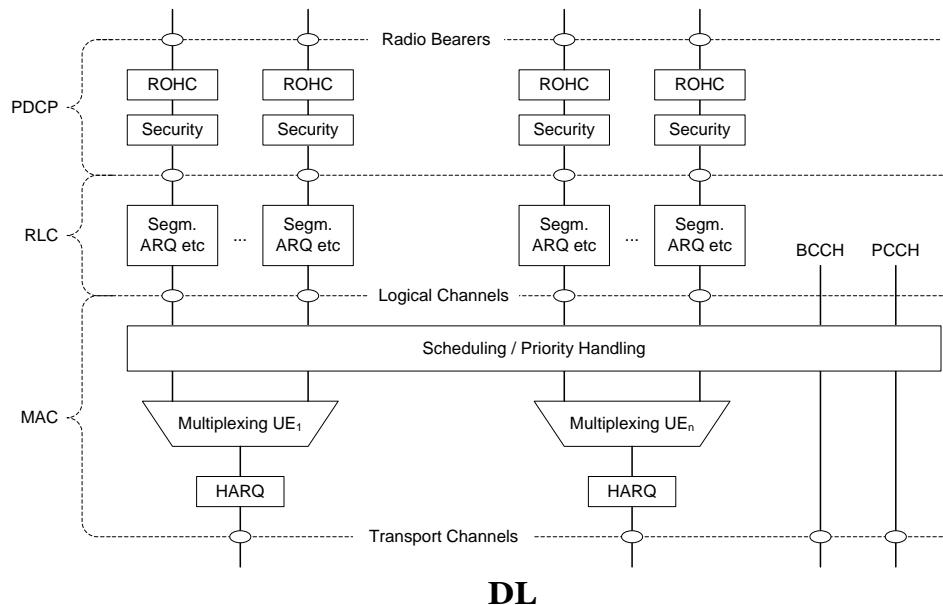 Radio Bearers
ROHC ROHC ROHC ROHC
PDCP
Security Security Security Security
Segm. Segm. Segm. Segm.
ARQ etc ... ARQ etc ARQ etc ... ARQ etc
RLC
BCCH PCCH
Logical Channels
Scheduling / Priority Handling
MAC
Multiplexing UE₁ Multiplexing UEₙ
HARQ HARQ
Transport Channels
DL